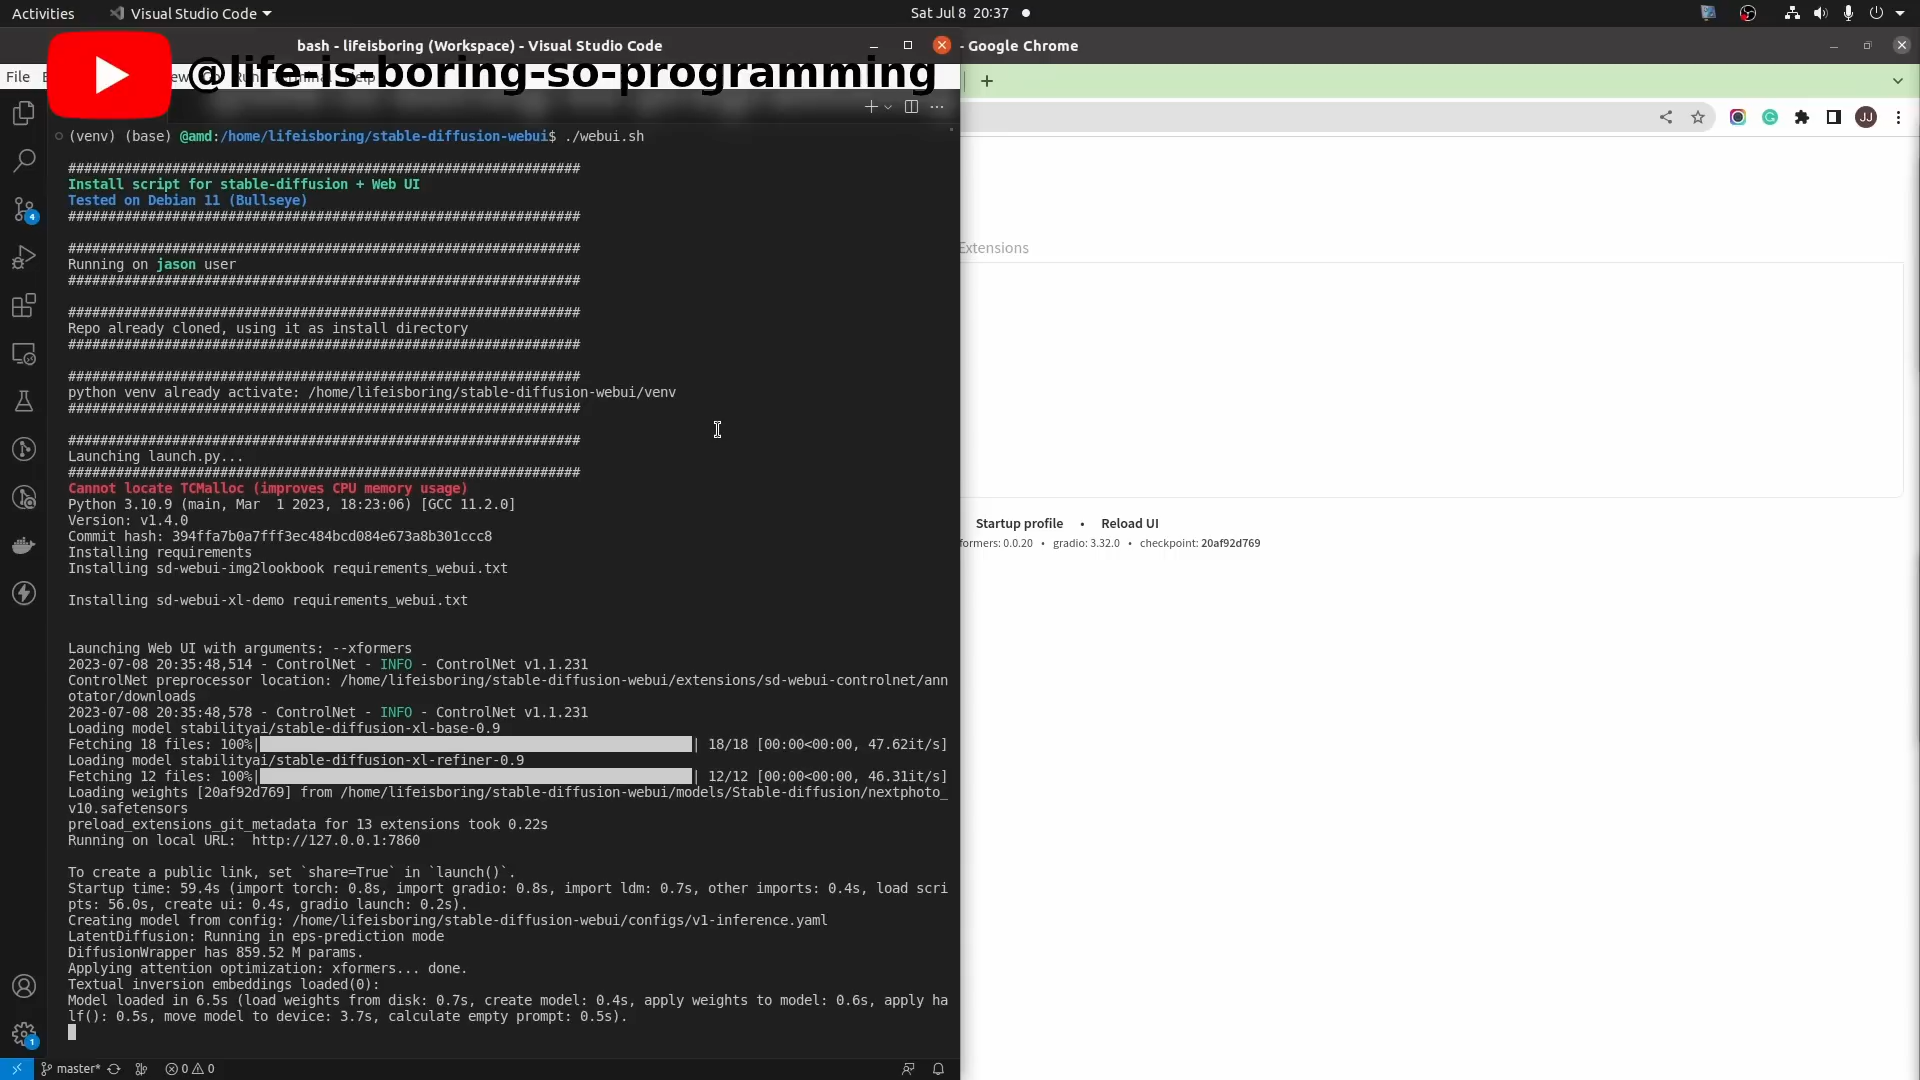 Activities Visual Studio Code Sat Jul 8 20:37
bash - lifeisboring (Workspace) - Visual Studio Code
- Google Chrome
File Run Terminal Help
@life-is-boring-so-programming
JJ
(venv) (base) @amd:/home/lifeisboring/stable-diffusion-webui$ ./webui.sh
################################################################
Install script for stable-diffusion + Web UI
Tested on Debian 11 (Bullseye)
################################################################
################################################################
Running on jason user
################################################################
################################################################
Repo already cloned, using it as install directory
################################################################
################################################################
python venv already activate: /home/lifeisboring/stable-diffusion-webui/venv
################################################################
################################################################
Launching launch.py...
################################################################
Cannot locate TCMalloc (improves CPU memory usage)
Python 3.10.9 (main, Mar  1 2023, 18:23:06) [GCC 11.2.0]
Version: v1.4.0
Commit hash: 394ffa7b0a7fff3ec484bcd084e673a8b301ccc8
Installing requirements
Installing sd-webui-img2lookbook requirements_webui.txt
Installing sd-webui-xl-demo requirements_webui.txt
Launching Web UI with arguments: --xformers
2023-07-08 20:35:48,514 - ControlNet - INFO - ControlNet v1.1.231
ControlNet preprocessor location: /home/lifeisboring/stable-diffusion-webui/extensions/sd-webui-controlnet/ann
otator/downloads
2023-07-08 20:35:48,578 - ControlNet - INFO - ControlNet v1.1.231
Loading model stabilityai/stable-diffusion-xl-base-0.9
Fetching 18 files: 100%| | 18/18 [00:00<00:00, 47.62it/s]
Loading model stabilityai/stable-diffusion-xl-refiner-0.9
Fetching 12 files: 100%| | 12/12 [00:00<00:00, 46.31it/s]
Loading weights [20af92d769] from /home/lifeisboring/stable-diffusion-webui/models/Stable-diffusion/nextphoto_
v10.safetensors
preload_extensions_git_metadata for 13 extensions took 0.22s
Running on local URL:  http://127.0.0.1:7860
To create a public link, set `share=True` in `launch()`.
Startup time: 59.4s (import torch: 0.8s, import gradio: 0.8s, import ldm: 0.7s, other imports: 0.4s, load scri
pts: 56.0s, create ui: 0.4s, gradio launch: 0.2s).
Creating model from config: /home/lifeisboring/stable-diffusion-webui/configs/v1-inference.yaml
LatentDiffusion: Running in eps-prediction mode
DiffusionWrapper has 859.52 M params.
Applying attention optimization: xformers... done.
Textual inversion embeddings loaded(0):
Model loaded in 6.5s (load weights from disk: 0.7s, create model: 0.4s, apply weights to model: 0.6s, apply ha
lf(): 0.5s, move model to device: 3.7s, calculate empty prompt: 0.5s).
4
1
master* 0 0
Extensions
Startup profile • Reload UI
formers: 0.0.20 • gradio: 3.32.0 • checkpoint: 20af92d769